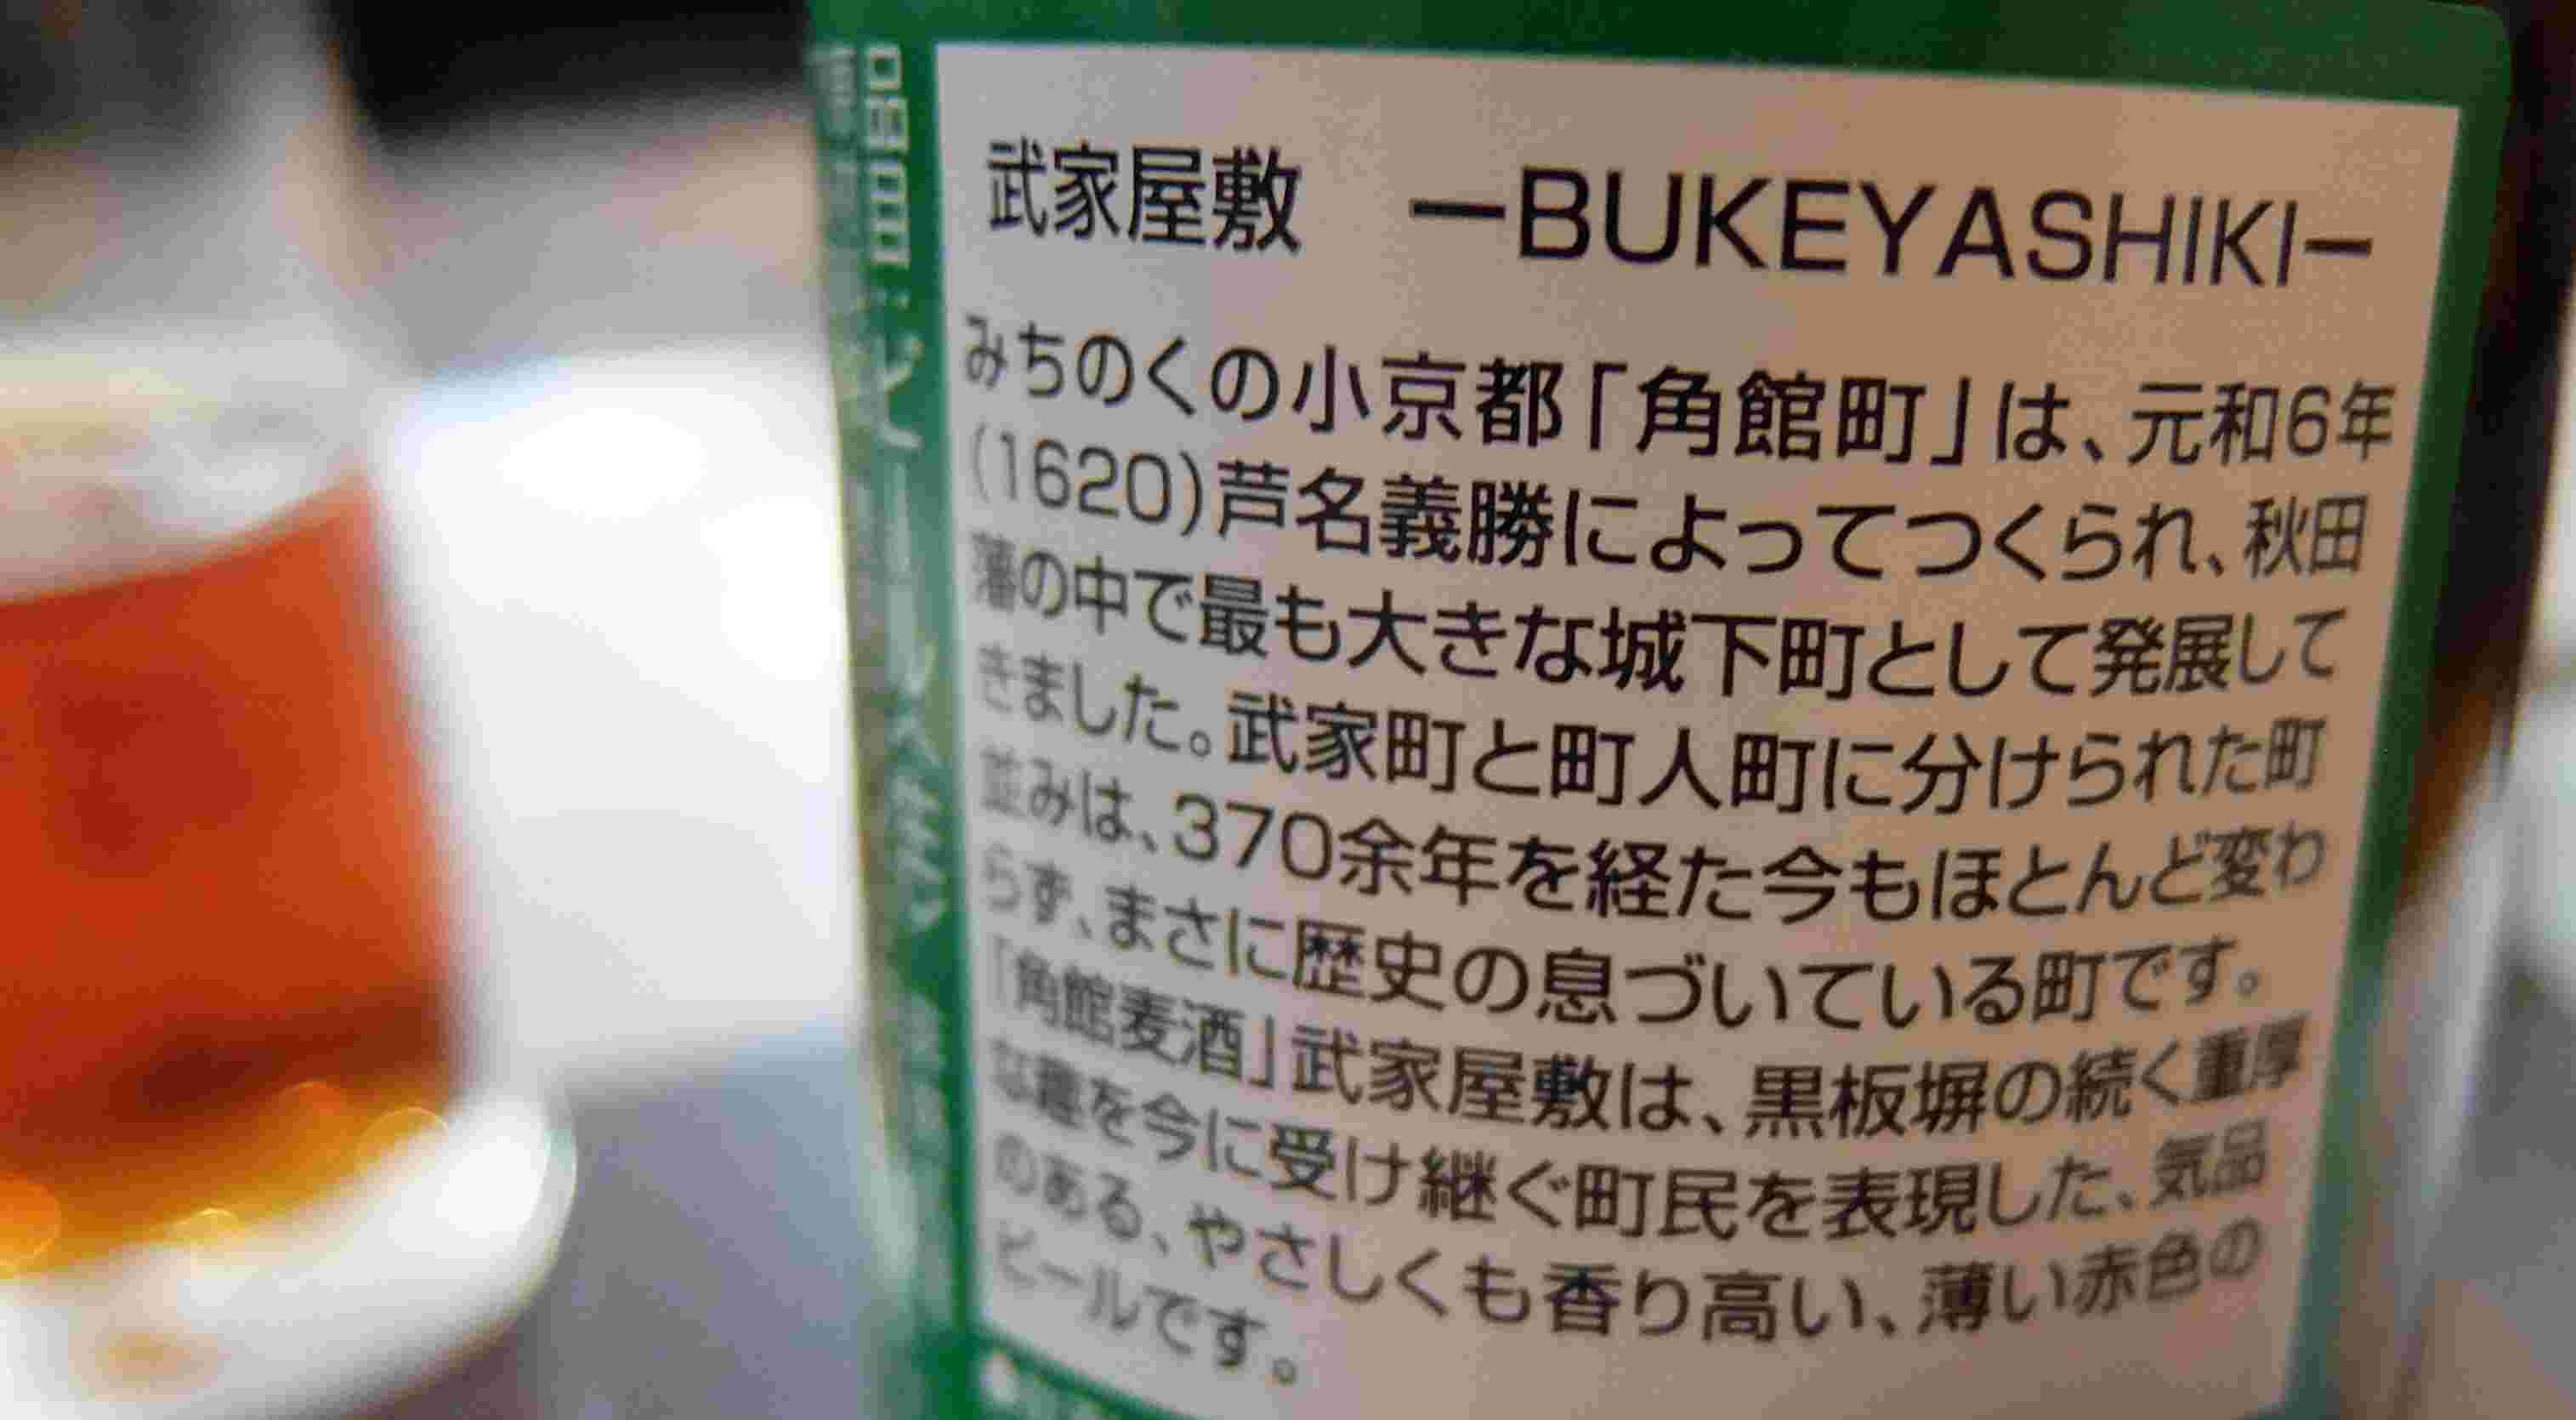 武家屋敷 ーBUKEYASHIKIー
みちのくの小京都「角館町」は、元和6年
(1620)芦名義勝によってつくられ、秋田
藩の中で最も大きな城下町として発展して
きました。武家町と町人町に分けられた町
並みは、370余年を経た今もほとんど変わ
らず、まさに歴史の息づいている町です。
「角館麦酒」武家屋敷は、黒板塀の続く重厚
な趣を今に受け継ぐ町民を表現した、気品
のある、やさしくも香り高い、薄い赤色の
ビールです。